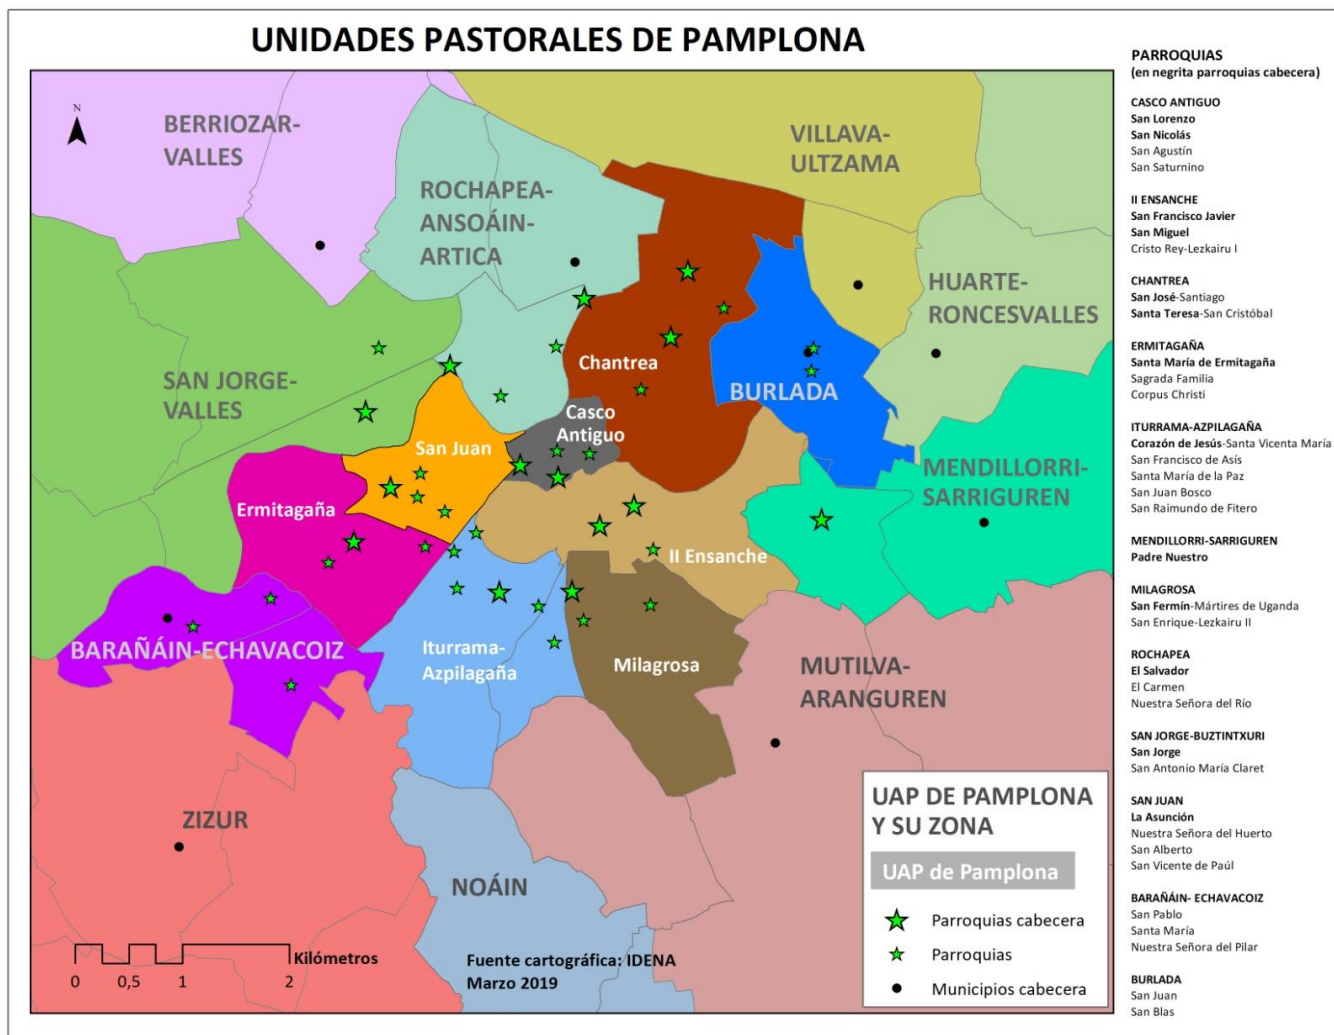 UNIDADES PASTORALES DE PAMPLONA
N
BERRIOZAR-
VALLES
ROCHAPEA-
ANSOÁIN-
ARTICA
VILLAVA-
ULTZAMA
HUARTE-
RONCESVALLES
SAN JORGE-
VALLES
Chantrea
BURLADA
Casco
Antiguo
San Juan
MENDILLORRI-
SARRIGUREN
Ermitagaña
II Ensanche
BARAÑÁIN-ECHAVACOIZ
Iturrama-
Azpilagaña
Milagrosa
MUTILVA-
ARANGUREN
ZIZUR
NOÁIN
Kilómetros
0 0,5 1 2
Fuente cartográfica: IDENA
Marzo 2019
UAP DE PAMPLONA
Y SU ZONA
UAP de Pamplona
Parroquias cabecera
Parroquias
Municipios cabecera
PARROQUIAS
(en negrita parroquias cabecera)
CASCO ANTIGUO
San Lorenzo
San Nicolás
San Agustín
San Saturnino
II ENSANCHE
San Francisco Javier
San Miguel
Cristo Rey-Lezkairu I
CHANTREA
San José-Santiago
Santa Teresa-San Cristóbal
ERMITAGAÑA
Santa María de Ermitagaña
Sagrada Familia
Corpus Christi
ITURRAMA-AZPILAGAÑA
Corazón de Jesús-Santa Vicenta María
San Francisco de Asís
Santa María de la Paz
San Juan Bosco
San Raimundo de Fitero
MENDILLORRI-SARRIGUREN
Padre Nuestro
MILAGROSA
San Fermín-Mártires de Uganda
San Enrique-Lezkairu II
ROCHAPEA
El Salvador
El Carmen
Nuestra Señora del Río
SAN JORGE-BUZTINTXURI
San Jorge
San Antonio María Claret
SAN JUAN
La Asunción
Nuestra Señora del Huerto
San Alberto
San Vicente de Paúl
BARAÑÁIN- ECHAVACOIZ
San Pablo
Santa María
Nuestra Señora del Pilar
BURLADA
San Juan
San Blas